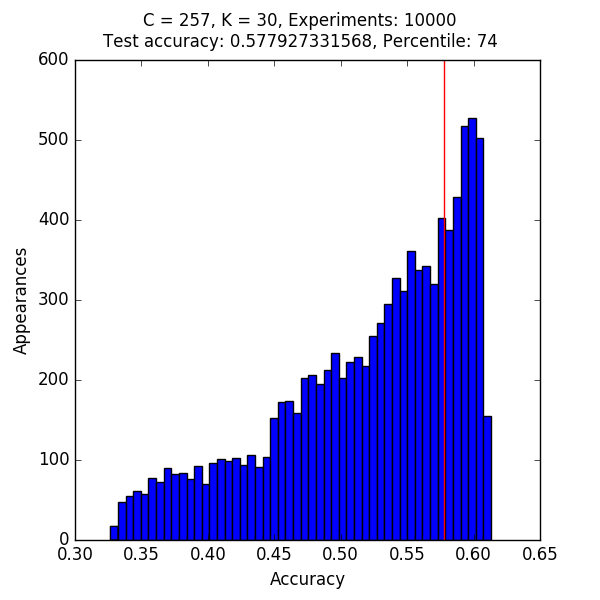 C = 257, K = 30, Experiments: 10000
Test accuracy: 0.577927331568, Percentile: 74
600
500
400
300
200
100
0
Appearances
0.30 0.35 0.40 0.45 0.50 0.55 0.60 0.65
Accuracy